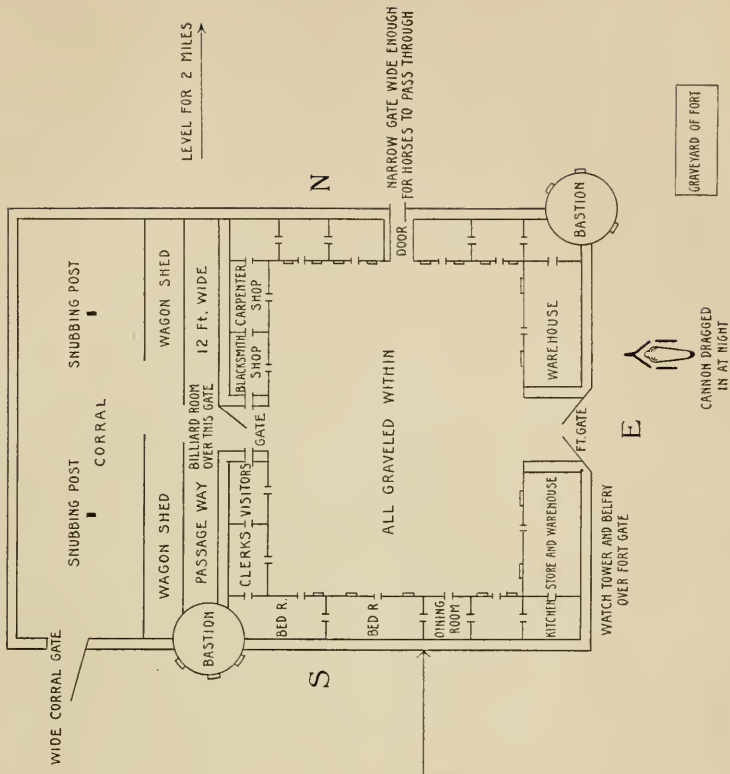 WIDE CORRAL GATE
SNUBBING POST
SNUBBING POST
CORRAL
LEVEL FOR 2 MILES
WAGON SHED
WAGON SHED
PASSAGE WAY
BILLIARD ROOM
OVER THIS GATE
12 Ft. WIDE
CLERKS
VISITORS
GATE
BLACKSMITH
SHOP
CARPENTER
SHOP
BASTION
S
N
BED R.
BED R
DINING
ROOM
KITCHEN
ALL GRAVELED WITHIN
DOOR
NARROW GATE WIDE ENOUGH
FOR HORSES TO PASS THROUGH
STORE AND WAREHOUSE
WAREHOUSE
BASTION
FT. GATE
WATCH TOWER AND BELFRY
OVER FORT GATE
E
CANNON DRAGGED
IN AT NIGHT
GRAVEYARD OF FORT